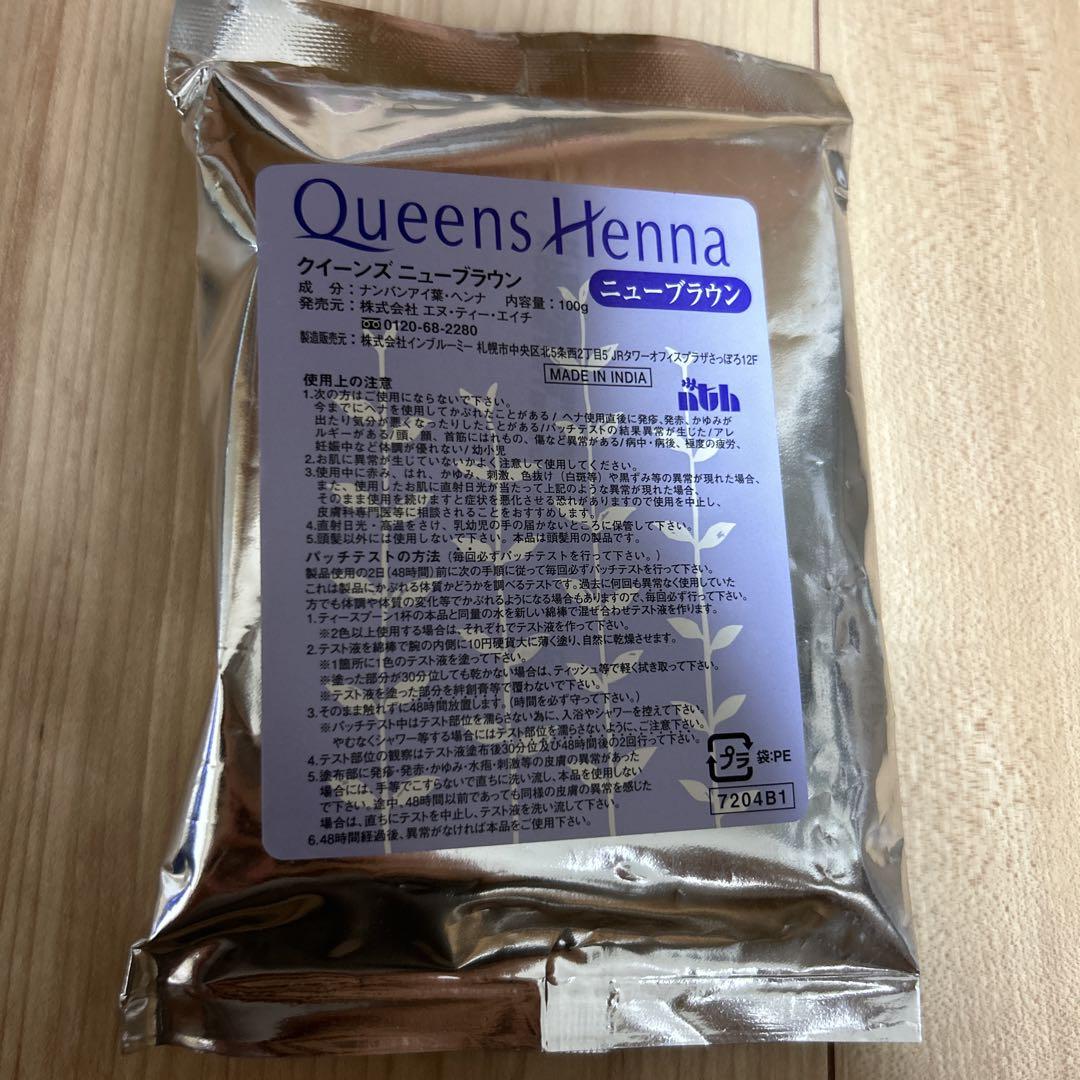 Queens Henna
クイーンズ ニューブラウン
ニューブラウン
成 分：ナンバンアイ葉・ヘンナ 内容量：100g
発売元：株式会社 エヌ・ティー・エイチ
0120-68-2280
製造販売元：株式会社インブルーミー 札幌市中央区北5条西2丁目5 JRタワーオフィスプラザさっぽろ12F
MADE IN INDIA
nth
使用上の注意
1.次の方はご使用にならないで下さい。
今までにヘナを使用してかぶれたことがある/ヘナ使用直後に発疹、発赤、かゆみが
出たり気分が悪くなったりしたことがある/パッチテストの結果異常が生じた/アレ
ルギーがある/頭、顔、首筋にはれもの、傷など異常がある/病中・病後、極度の疲労、
妊娠中など体調が優れない/幼小児
2.お肌に異常が生じていないかよく注意して使用してください。
3.使用中に赤み、はれ、かゆみ、刺激、色抜け（白斑等）や黒ずみ等の異常が現れた場合、
また、使用したお肌に直射日光が当たって上記のような異常が現れた場合、
そのまま使用を続けますと症状を悪化させる恐れがありますので使用を中止し、
皮膚科専門医等に相談されることをおすすめします。
4.直射日光・高温をさけ、乳幼児の手の届かないところに保管して下さい。
5.頭髪以外には使用しないで下さい。本品は頭髪用の製品です。
パッチテストの方法（毎回必ずパッチテストを行って下さい。）
製品使用の2日（48時間）前に次の手順に従って毎回必ずパッチテストを行って下さい。
これは製品にかぶれる体質かどうかを調べるテストです。過去に何回も異常なく使用していた
方でも体調や体質の変化等でかぶれるようになる場合もありますので、毎回必ず行って下さい。
1.ティースプーン1杯の本品と同量の水を新しい綿棒で混ぜ合わせテスト液を作ります。
※2色以上使用する場合は、それぞれでテスト液を作って下さい。
2.テスト液を綿棒で腕の内側に10円硬貨大に薄く塗り、自然に乾燥させます。
※1箇所に1色のテスト液を塗って下さい。
※塗った部分が30分位しても乾かない場合は、ティッシュ等で軽く拭き取って下さい。
※テスト液を塗った部分を絆創膏等で覆わないで下さい。
3.そのまま触れずに48時間放置します。（時間を必ず守って下さい。）
※パッチテスト中はテスト部位を濡らさない為に、入浴やシャワーを控えて下さい。
やむなくシャワー等する場合にはテスト部位を濡らさないように、ご注意下さい。
4.テスト部位の観察はテスト液塗布後30分位及び48時間後の2回行って下さい。
5.塗布部に発疹・発赤・かゆみ・水疱・刺激等の皮膚の異常があった
場合には、手等でこすらないで直ちに洗い流し、本品を使用しない
で下さい。途中、48時間以前であっても同様の皮膚の異常を感じた
場合は、直ちにテストを中止し、テスト液を洗い流して下さい。
6.48時間経過後、異常がなければ本品をご使用下さい。
プラ 袋:PE
7204B1